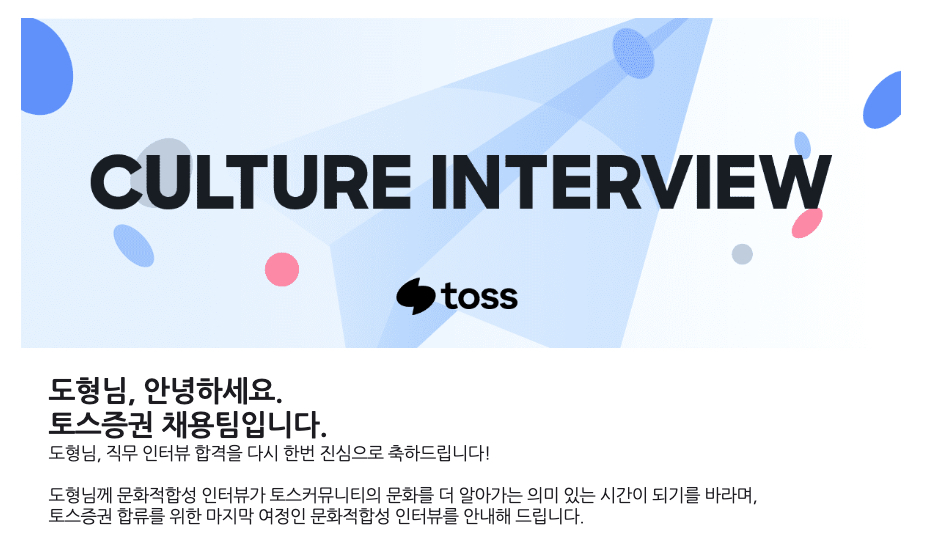 CULTURE INTERVIEW
toss
도형님, 안녕하세요.
토스증권 채용팀입니다.
도형님, 직무 인터뷰 합격을 다시 한번 진심으로 축하드립니다!
도형님께 문화적합성 인터뷰가 토스커뮤니티의 문화를 더 알아가는 의미 있는 시간이 되기를 바라며,
토스증권 합류를 위한 마지막 여정인 문화적합성 인터뷰를 안내해 드립니다.